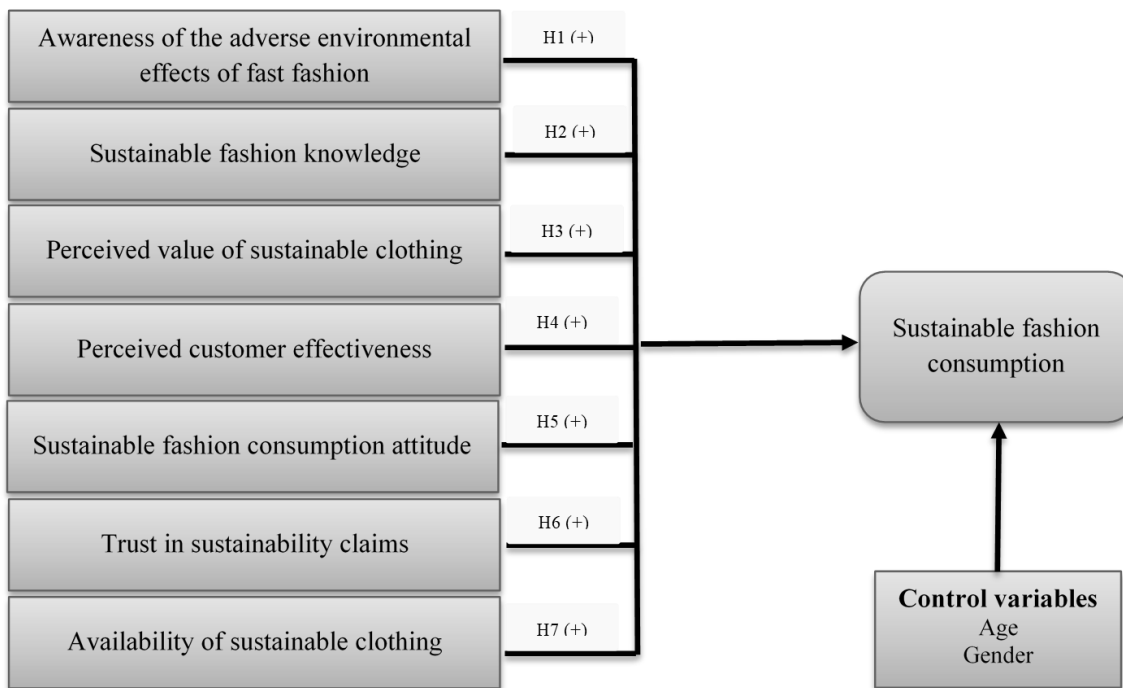 Awareness of the adverse environmental
effects of fast fashion
H1 (+)
Sustainable fashion knowledge
H2 (+)
Perceived value of sustainable clothing
H3 (+)
Perceived customer effectiveness
H4 (+)
Sustainable fashion consumption attitude
H5 (+)
Trust in sustainability claims
H6 (+)
Availability of sustainable clothing
H7 (+)
Sustainable fashion
consumption
Control variables
Age
Gender